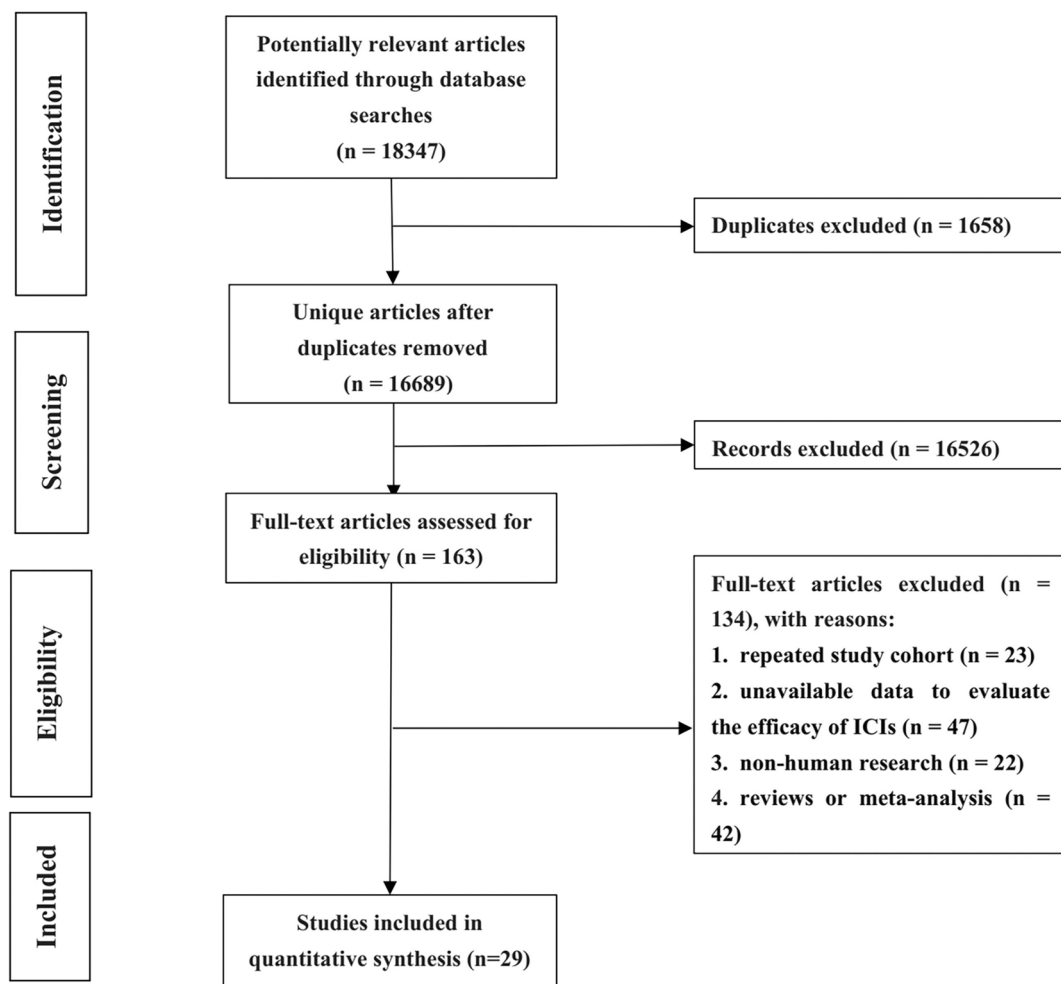 Identification
Potentially relevant articles
identified through database
searches
(n = 18347)
Duplicates excluded (n = 1658)
Unique articles after
duplicates removed
(n = 16689)
Screening
Records excluded (n = 16526)
Full-text articles assessed for
eligibility (n = 163)
Eligibility
Full-text articles excluded (n =
134), with reasons:
1. repeated study cohort (n = 23)
2. unavailable data to evaluate
the efficacy of ICIs (n = 47)
3. non-human research (n = 22)
4. reviews or meta-analysis (n =
42)
Included
Studies included in
quantitative synthesis (n=29)